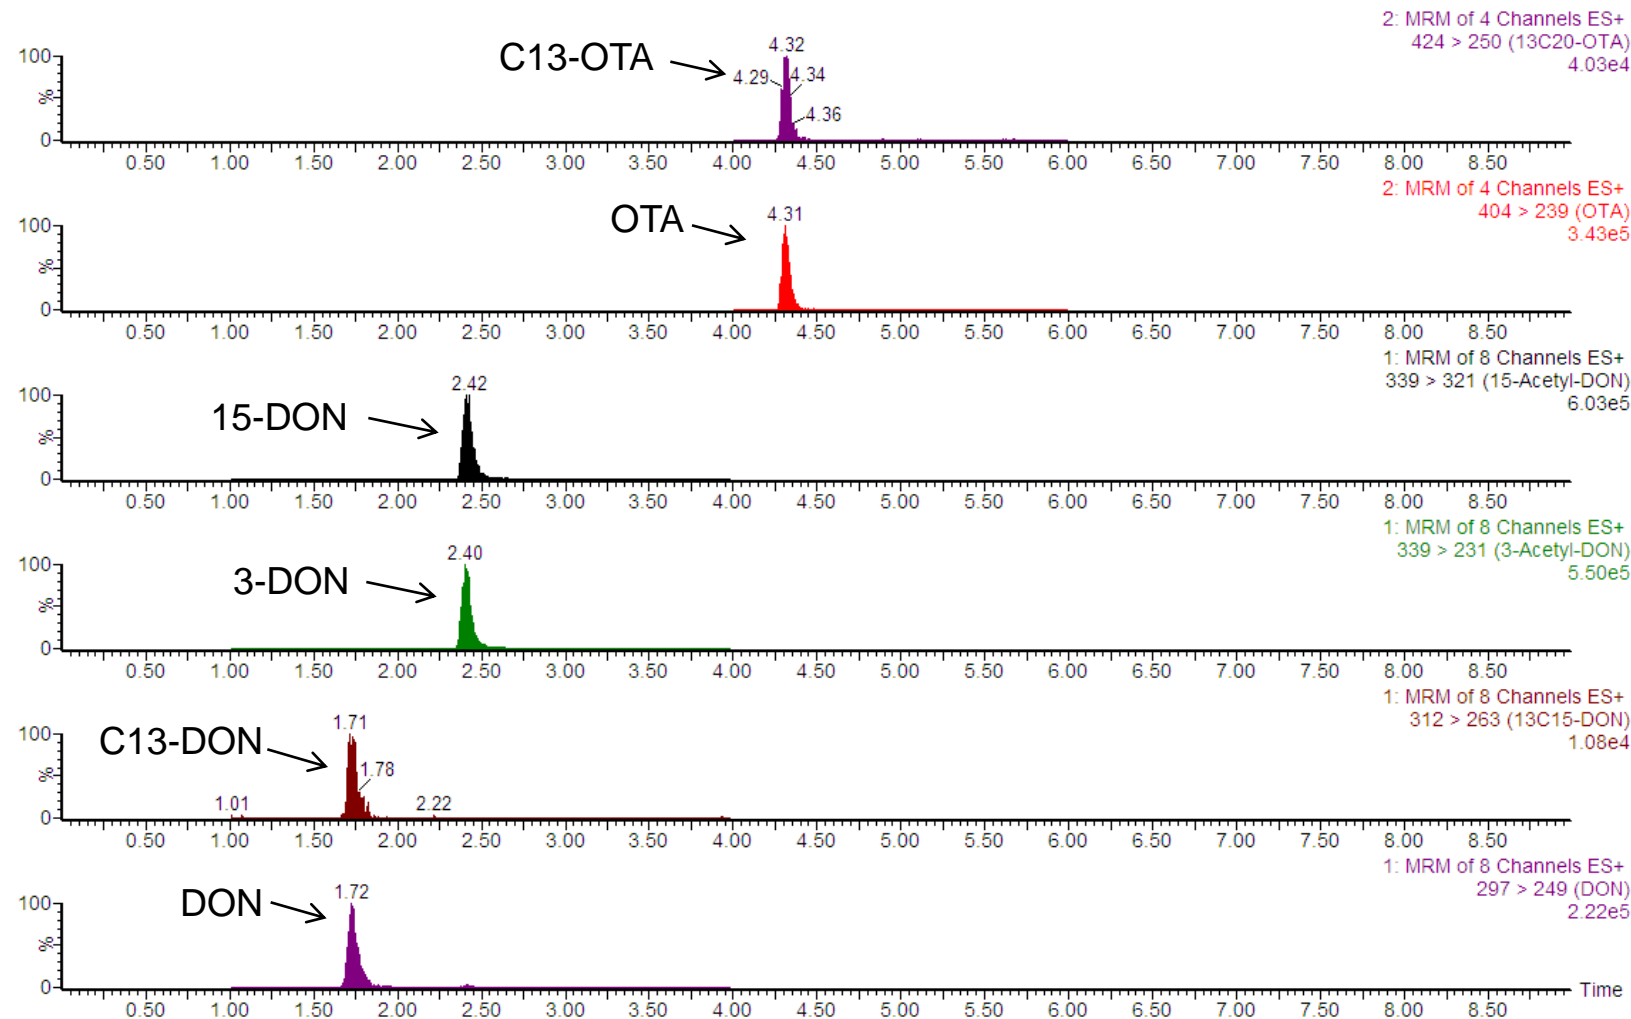 2: MRM of 4 Channels ES+
424 > 250 (13C20-OTA)
4.03e4
C13-OTA
4.32
4.29
4.34
4.36
100
%
0
0.50 1.00 1.50 2.00 2.50 3.00 3.50 4.00 4.50 5.00 5.50 6.00 6.50 7.00 7.50 8.00 8.50
2: MRM of 4 Channels ES+
404 > 239 (OTA)
3.43e5
OTA
4.31
100
%
0
0.50 1.00 1.50 2.00 2.50 3.00 3.50 4.00 4.50 5.00 5.50 6.00 6.50 7.00 7.50 8.00 8.50
1: MRM of 8 Channels ES+
339 > 321 (15-Acetyl-DON)
6.03e5
15-DON
2.42
100
%
0
0.50 1.00 1.50 2.00 2.50 3.00 3.50 4.00 4.50 5.00 5.50 6.00 6.50 7.00 7.50 8.00 8.50
1: MRM of 8 Channels ES+
339 > 231 (3-Acetyl-DON)
5.50e5
3-DON
2.40
100
%
0
0.50 1.00 1.50 2.00 2.50 3.00 3.50 4.00 4.50 5.00 5.50 6.00 6.50 7.00 7.50 8.00 8.50
1: MRM of 8 Channels ES+
312 > 263 (13C15-DON)
1.08e4
C13-DON
1.71
1.78
1.01
2.22
100
%
0
0.50 1.00 1.50 2.00 2.50 3.00 3.50 4.00 4.50 5.00 5.50 6.00 6.50 7.00 7.50 8.00 8.50
1: MRM of 8 Channels ES+
297 > 249 (DON)
2.22e5
DON
1.72
100
%
0
Time
0.50 1.00 1.50 2.00 2.50 3.00 3.50 4.00 4.50 5.00 5.50 6.00 6.50 7.00 7.50 8.00 8.50